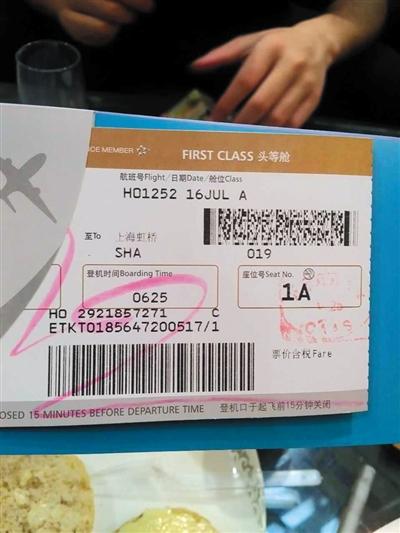 CE MEMBER
FIRST CLASS 头等舱
航班号Flight/日期Date/舱位Class
HO1252 16JUL A
至To 上海虹桥
SHA 019
登机时间Boarding Time 座位号Seat No.
0625 1A
HO 2921857271 C
ETKT0185647200517/1
票价含税Fare
OSED 15 MINUTES BEFORE DEPARTURE TIME 登机口于起飞前15分钟关闭